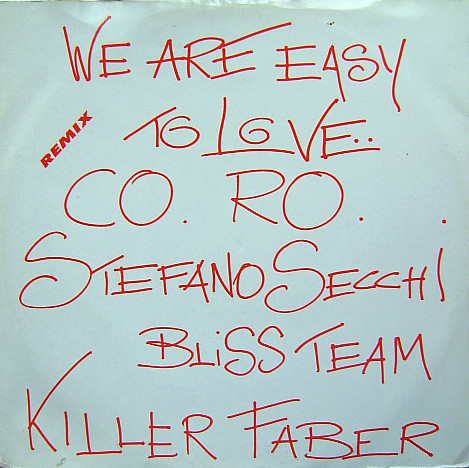 WE ARE EASY
TO LOVE..
REMIX
CO. RO. .
STEFANO SECCHI
BLiSS TEAM
KILLER FABER